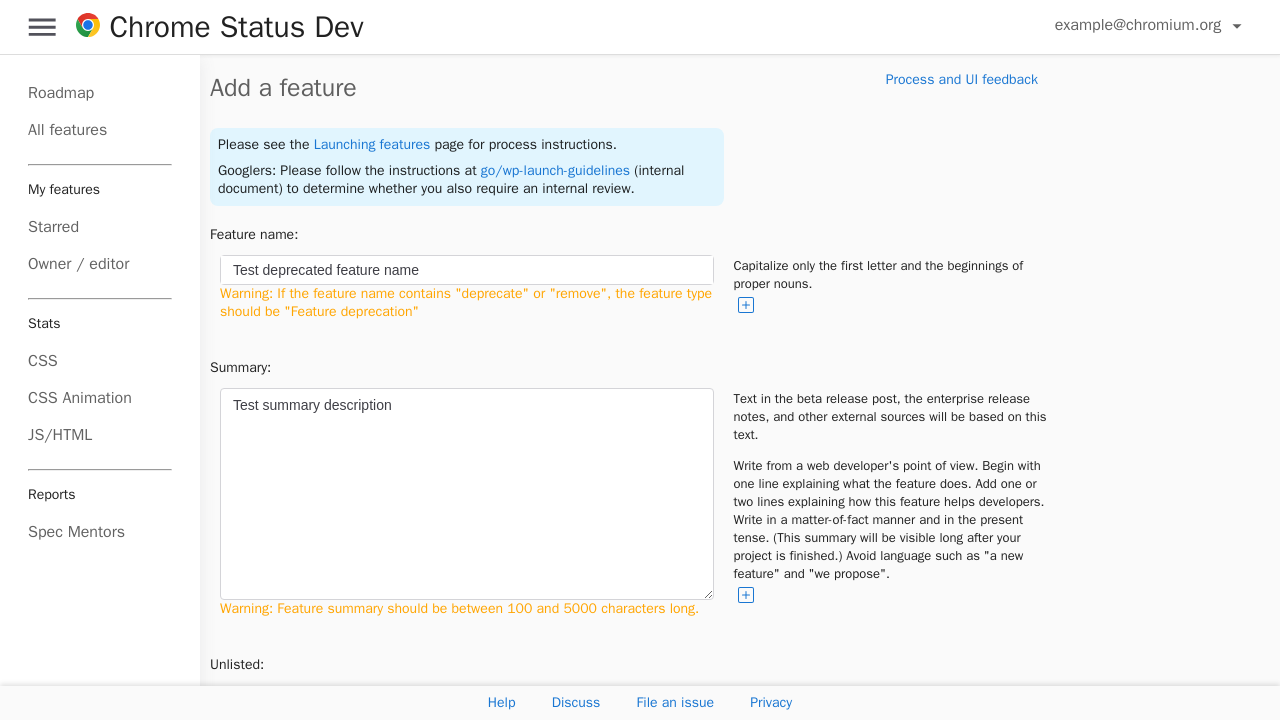 Chrome Status Dev
example@chromium.org
Roadmap
All features
My features
Starred
Owner / editor
Stats
CSS
CSS Animation
JS/HTML
Reports
Spec Mentors
Add a feature
Process and UI feedback
Please see the Launching features page for process instructions.
Googlers: Please follow the instructions at go/wp-launch-guidelines (internal
document) to determine whether you also require an internal review.
Feature name:
Test deprecated feature name
Warning: If the feature name contains "deprecate" or "remove", the feature type
should be "Feature deprecation"
Capitalize only the first letter and the beginnings of
proper nouns.
Summary:
Test summary description
Warning: Feature summary should be between 100 and 5000 characters long.
Text in the beta release post, the enterprise release
notes, and other external sources will be based on this
text.
Write from a web developer's point of view. Begin with
one line explaining what the feature does. Add one or
two lines explaining how this feature helps developers.
Write in a matter-of-fact manner and in the present
tense. (This summary will be visible long after your
project is finished.) Avoid language such as "a new
feature" and "we propose".
Unlisted:
Help
Discuss
File an issue
Privacy